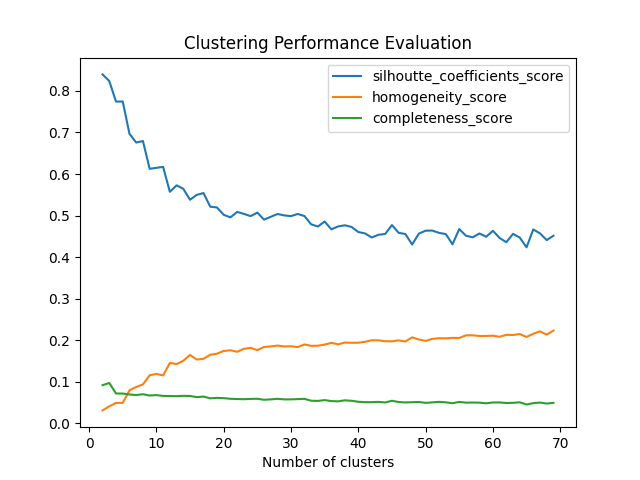 Clustering Performance Evaluation
silhoutte_coefficients_score
homogeneity_score
completeness_score
0.8
0.7
0.6
0.5
0.4
0.3
0.2
0.1
0.0
0 10 20 30 40 50 60 70
Number of clusters